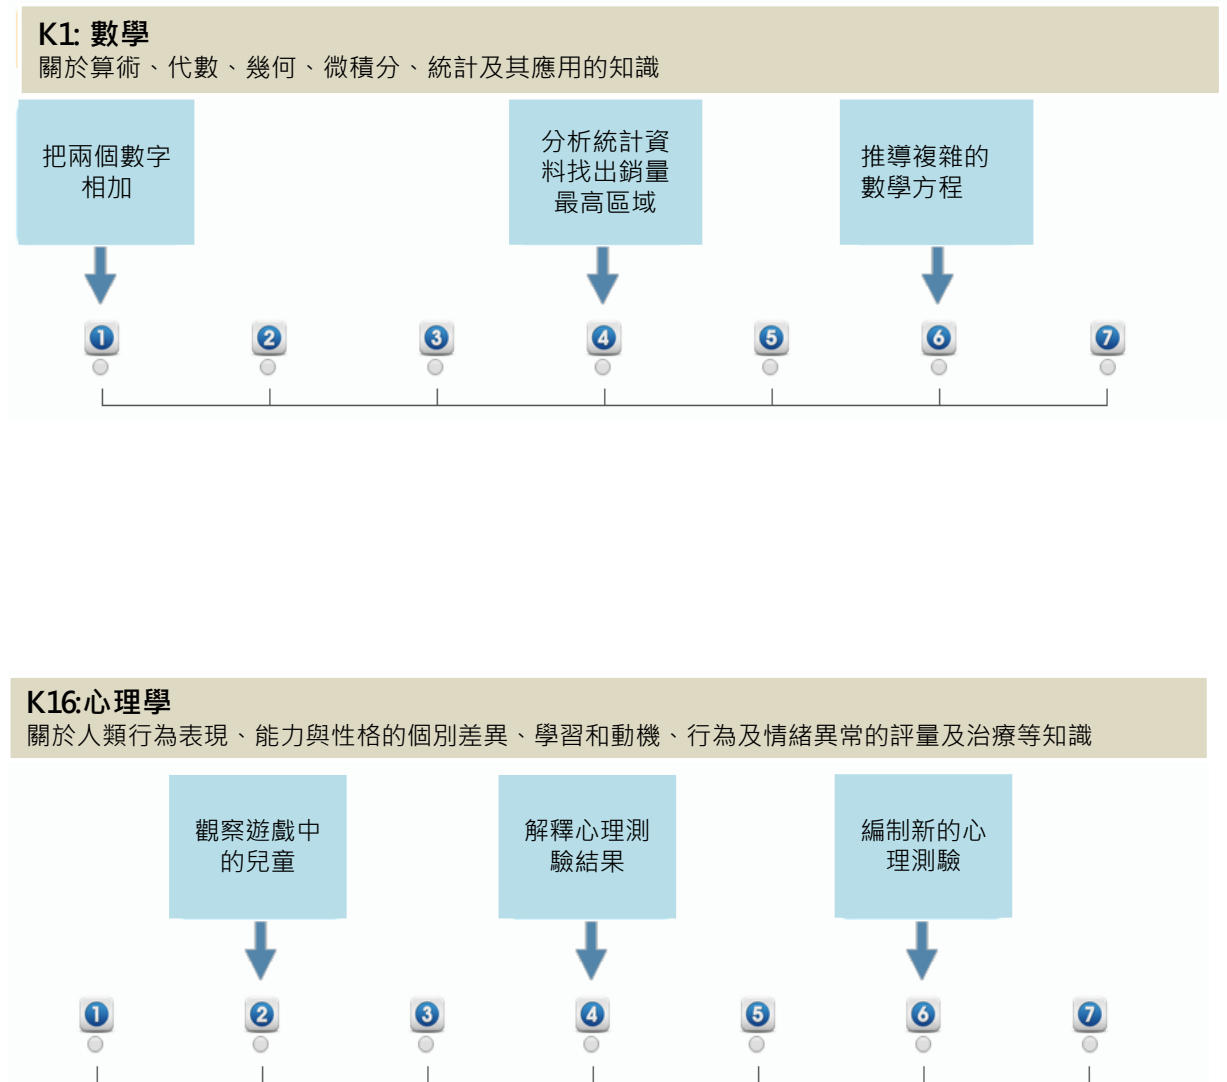 K1: 數學
關於算術、代數、幾何、微積分、統計及其應用的知識
把兩個數字
相加
分析統計資
料找出銷量
最高區域
推導複雜的
數學方程
1 2 3 4 5 6 7
K16:心理學
關於人類行為表現、能力與性格的個別差異、學習和動機、行為及情緒異常的評量及治療等知識
觀察遊戲中
的兒童
解釋心理測
驗結果
編制新的心
理測驗
1 2 3 4 5 6 7